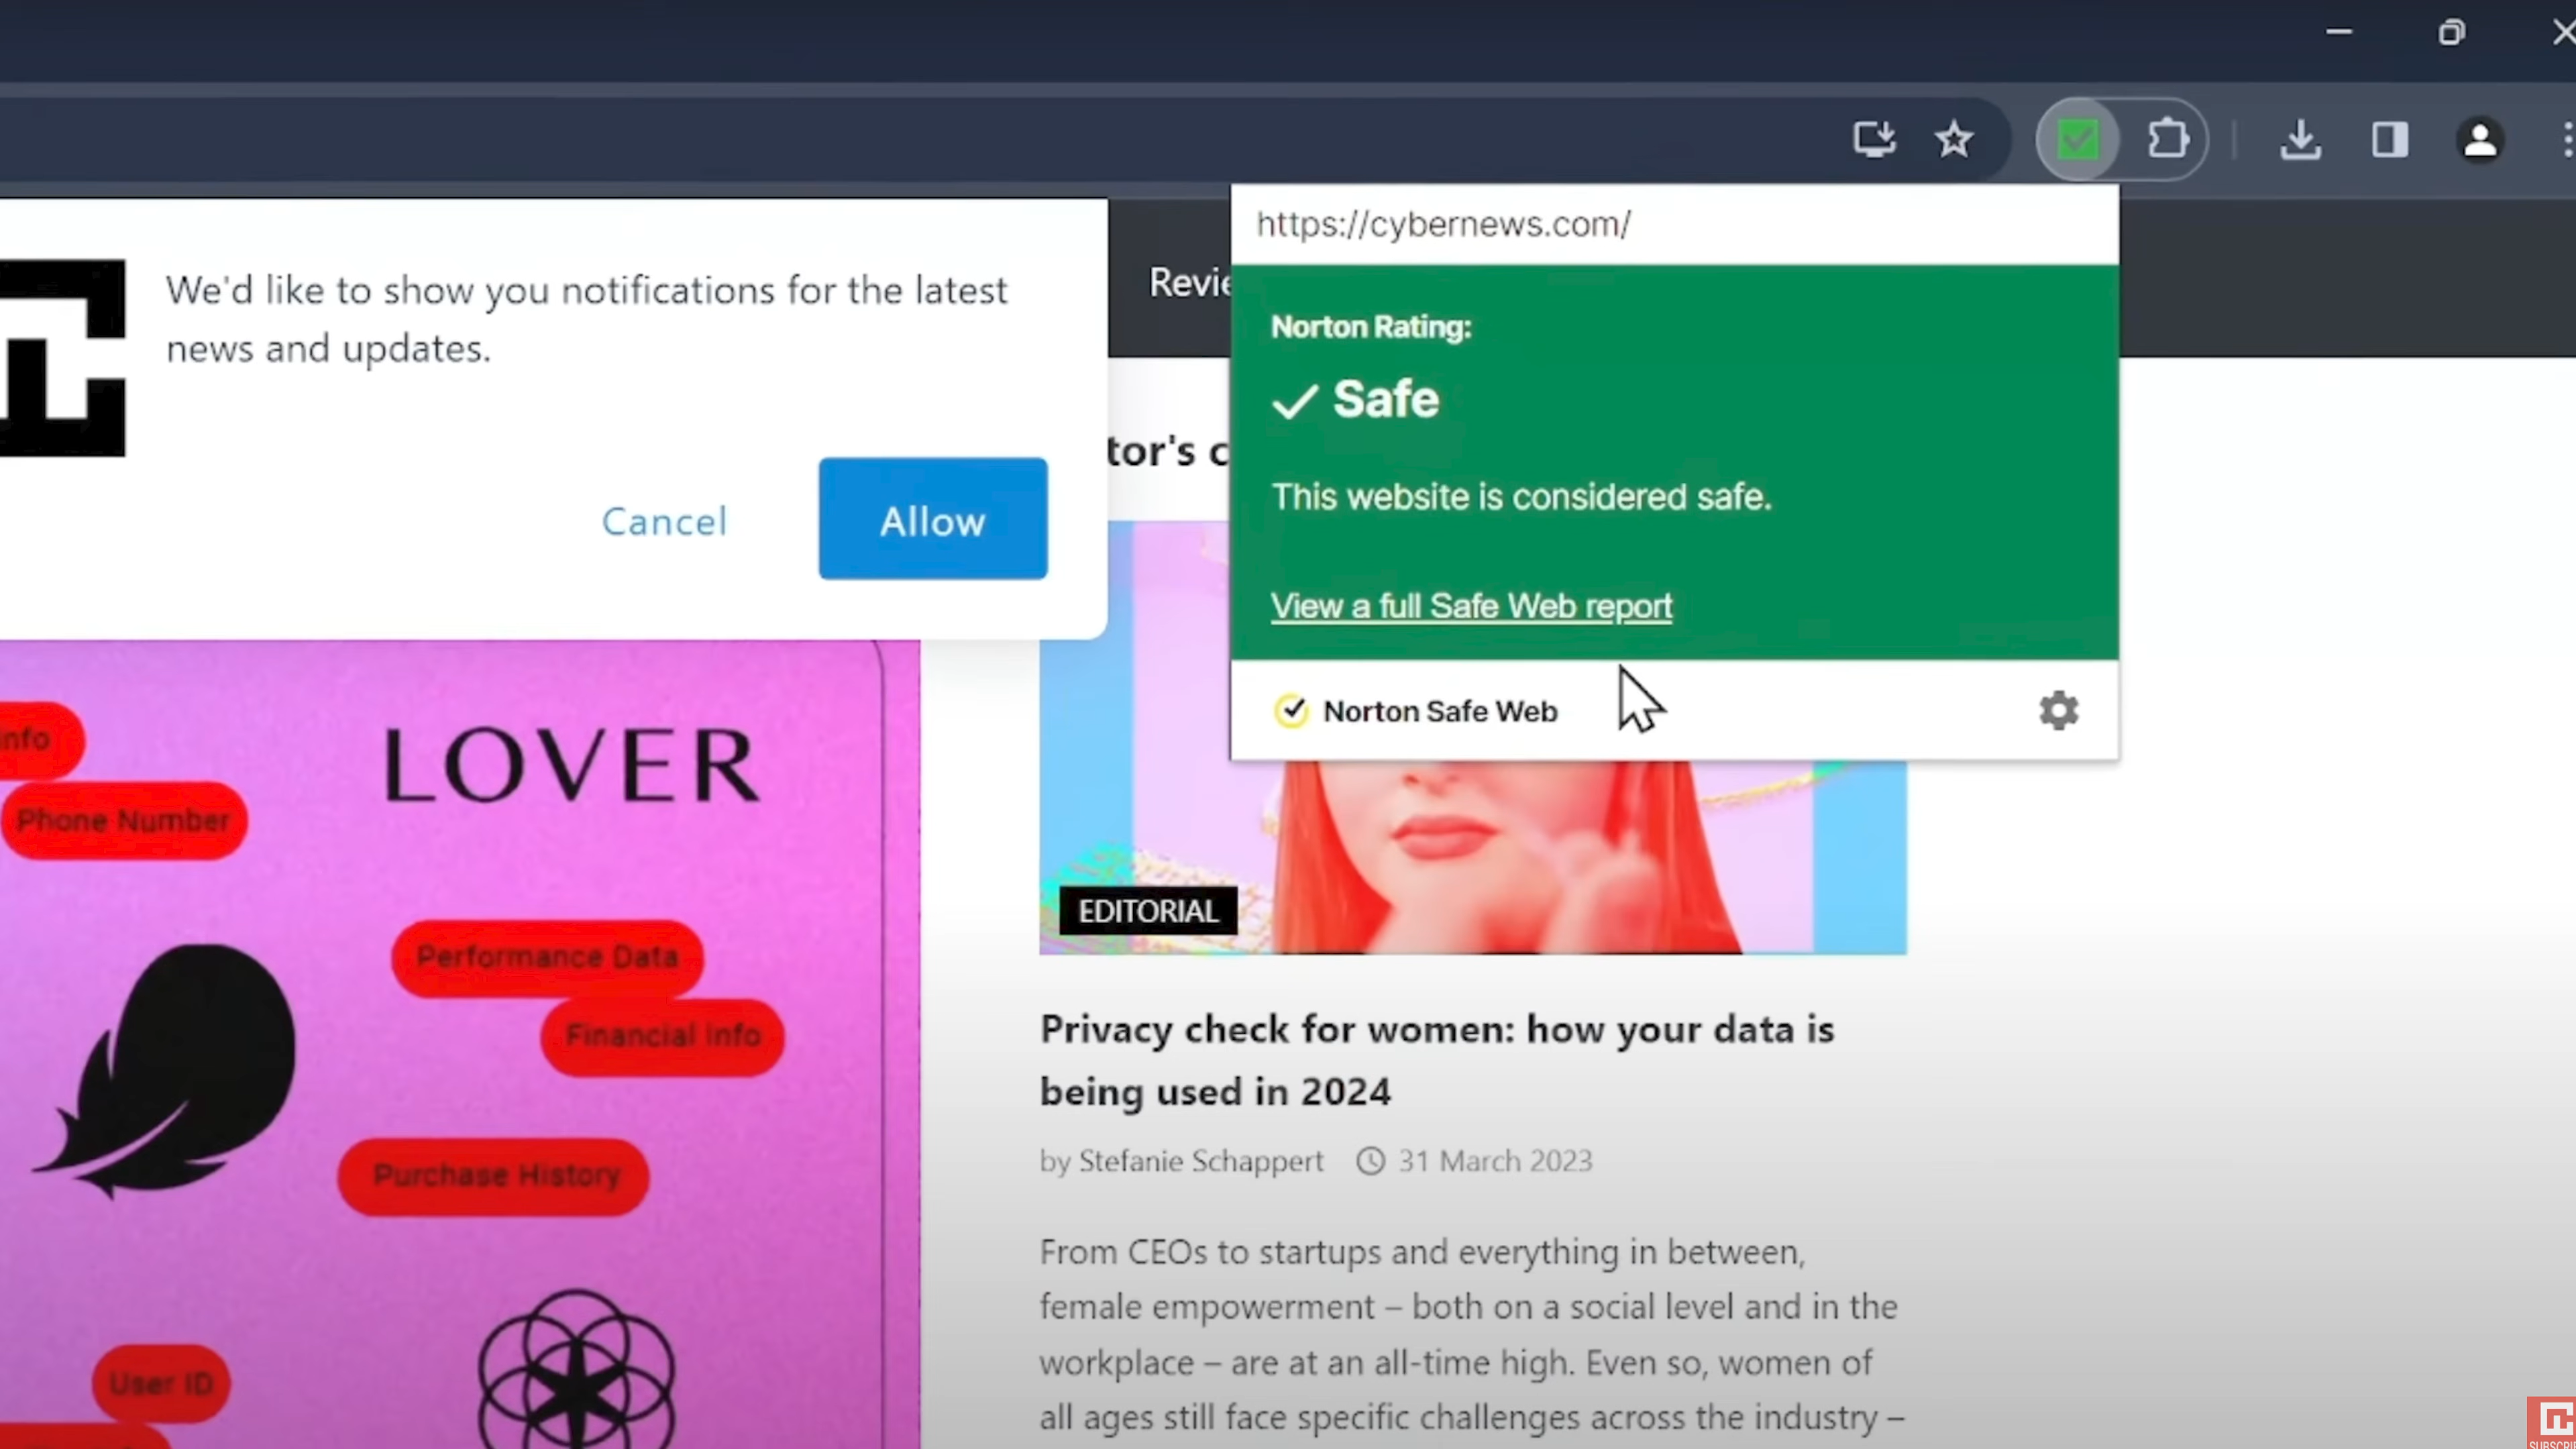 https://cybernews.com/
We'd like to show you notifications for the latest
news and updates.
Cancel
Allow
Norton Rating:
Safe
This website is considered safe.
View a full Safe Web report
Norton Safe Web
Revie
tor's c
nfo
Phone Number
LOVER
Performance Data
Financial Info
Purchase History
User ID
EDITORIAL
Privacy check for women: how your data is
being used in 2024
by Stefanie Schappert 31 March 2023
From CEOs to startups and everything in between,
female empowerment – both on a social level and in the
workplace – are at an all-time high. Even so, women of
all ages still face specific challenges across the industry –
SUBSCRI